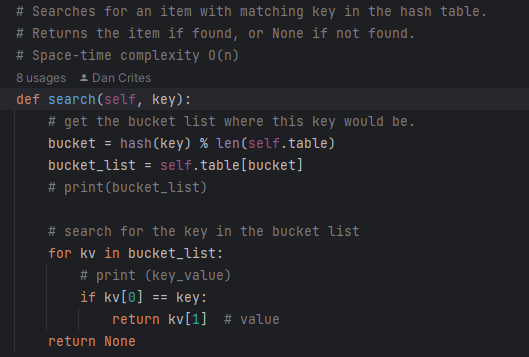 # Searches for an item with matching key in the hash table.
# Returns the item if found, or None if not found.
# Space-time complexity O(n)
8 usages Dan Crites
def search(self, key):
    # get the bucket list where this key would be.
    bucket = hash(key) % len(self.table)
    bucket_list = self.table[bucket]
    # print(bucket_list)

    # search for the key in the bucket list
    for kv in bucket_list:
        # print (key_value)
        if kv[0] == key:
            return kv[1]  # value
    return None